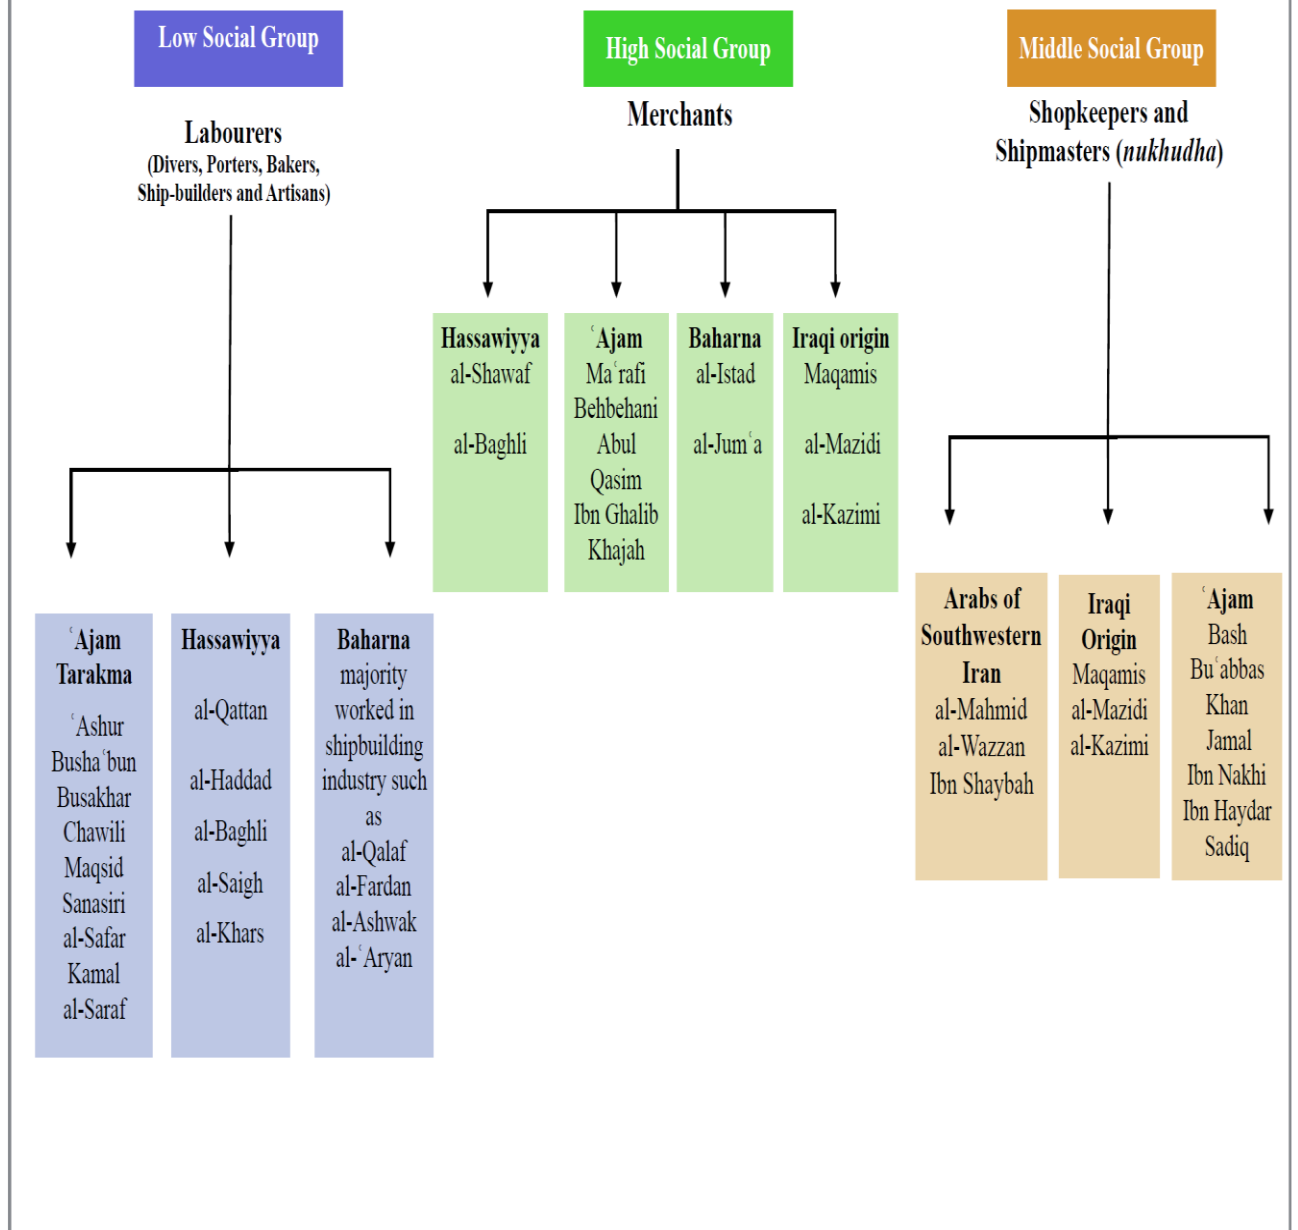 Low Social Group
Labourers
(Divers, Porters, Bakers,
Ship-builders and Artisans)
ʿAjam
Tarakma
ʿAshur
Bushaʿbun
Busakhar
Chawili
Maqsid
Sanasiri
al-Safar
Kamal
al-Saraf
Hassawiyya
al-Qattan
al-Haddad
al-Baghli
al-Saigh
al-Khars
Baharna
majority
worked in
shipbuilding
industry such
as
al-Qalaf
al-Fardan
al-Ashwak
al-ʿAryan
High Social Group
Merchants
Hassawiyya
al-Shawaf
al-Baghli
ʿAjam
Maʿrafi
Behbehani
Abul
Qasim
Ibn Ghalib
Khajah
Baharna
al-Istad
al-Jumʿa
Iraqi origin
Maqamis
al-Mazidi
al-Kazimi
Middle Social Group
Shopkeepers and
Shipmasters (nukhudha)
Arabs of
Southwestern
Iran
al-Mahmid
al-Wazzan
Ibn Shaybah
Iraqi
Origin
Maqamis
al-Mazidi
al-Kazimi
ʿAjam
Bash
Buʿabbas
Khan
Jamal
Ibn Nakhi
Ibn Haydar
Sadiq